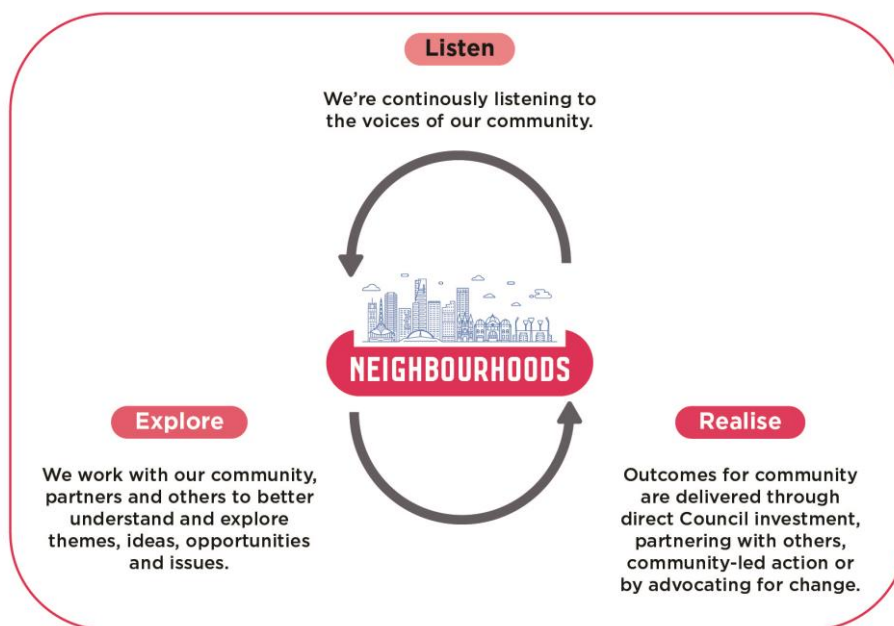 Listen
We’re continously listening to
the voices of our community.
NEIGHBOURHOODS
Explore
We work with our community,
partners and others to better
understand and explore
themes, ideas, opportunities
and issues.
Realise
Outcomes for community
are delivered through
direct Council investment,
partnering with others,
community-led action or
by advocating for change.